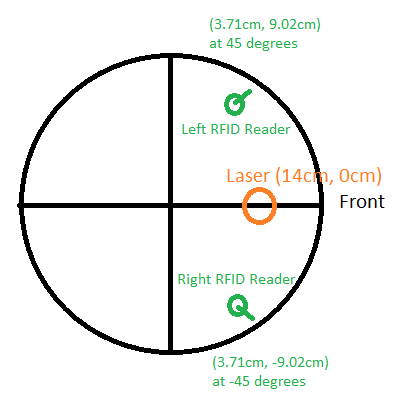 (3.71cm, 9.02cm)
at 45 degrees
Left RFID Reader
Laser (14cm, 0cm)
Front
Right RFID Reader
(3.71cm, -9.02cm)
at -45 degrees